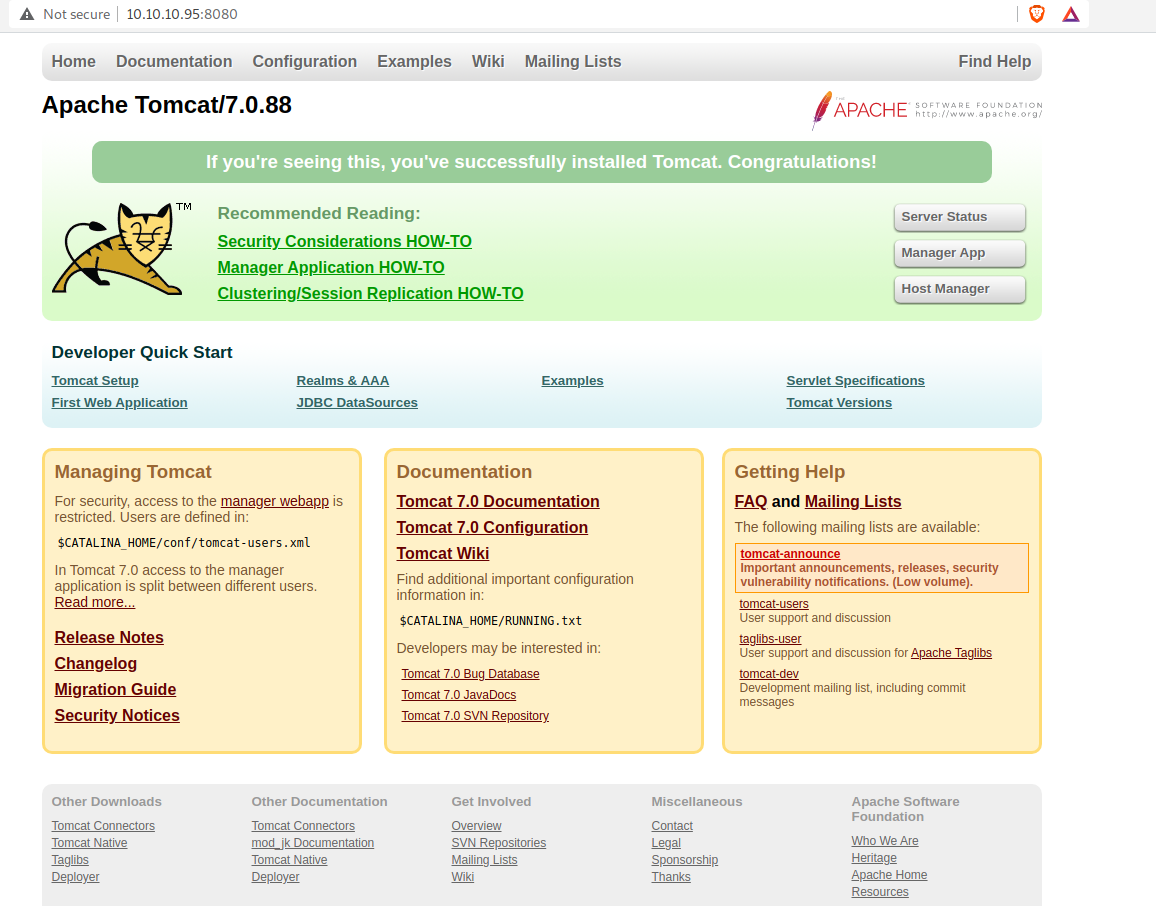 Not secure 10.10.10.95:8080
Home Documentation Configuration Examples Wiki Mailing Lists Find Help
Apache Tomcat/7.0.88
THE
APACHE SOFTWARE FOUNDATION
http://www.apache.org/
If you're seeing this, you've successfully installed Tomcat. Congratulations!
TM
Recommended Reading:
Security Considerations HOW-TO
Manager Application HOW-TO
Clustering/Session Replication HOW-TO
Server Status
Manager App
Host Manager
Developer Quick Start
Tomcat Setup
First Web Application
Realms & AAA
JDBC DataSources
Examples
Servlet Specifications
Tomcat Versions
Managing Tomcat
For security, access to the manager webapp is
restricted. Users are defined in:
$CATALINA_HOME/conf/tomcat-users.xml
In Tomcat 7.0 access to the manager
application is split between different users.
Read more...
Release Notes
Changelog
Migration Guide
Security Notices
Documentation
Tomcat 7.0 Documentation
Tomcat 7.0 Configuration
Tomcat Wiki
Find additional important configuration
information in:
$CATALINA_HOME/RUNNING.txt
Developers may be interested in:
Tomcat 7.0 Bug Database
Tomcat 7.0 JavaDocs
Tomcat 7.0 SVN Repository
Getting Help
FAQ and Mailing Lists
The following mailing lists are available:
tomcat-announce
Important announcements, releases, security
vulnerability notifications. (Low volume).
tomcat-users
User support and discussion
taglibs-user
User support and discussion for Apache Taglibs
tomcat-dev
Development mailing list, including commit
messages
Other Downloads
Tomcat Connectors
Tomcat Native
Taglibs
Deployer
Other Documentation
Tomcat Connectors
mod_jk Documentation
Tomcat Native
Deployer
Get Involved
Overview
SVN Repositories
Mailing Lists
Wiki
Miscellaneous
Contact
Legal
Sponsorship
Thanks
Apache Software
Foundation
Who We Are
Heritage
Apache Home
Resources